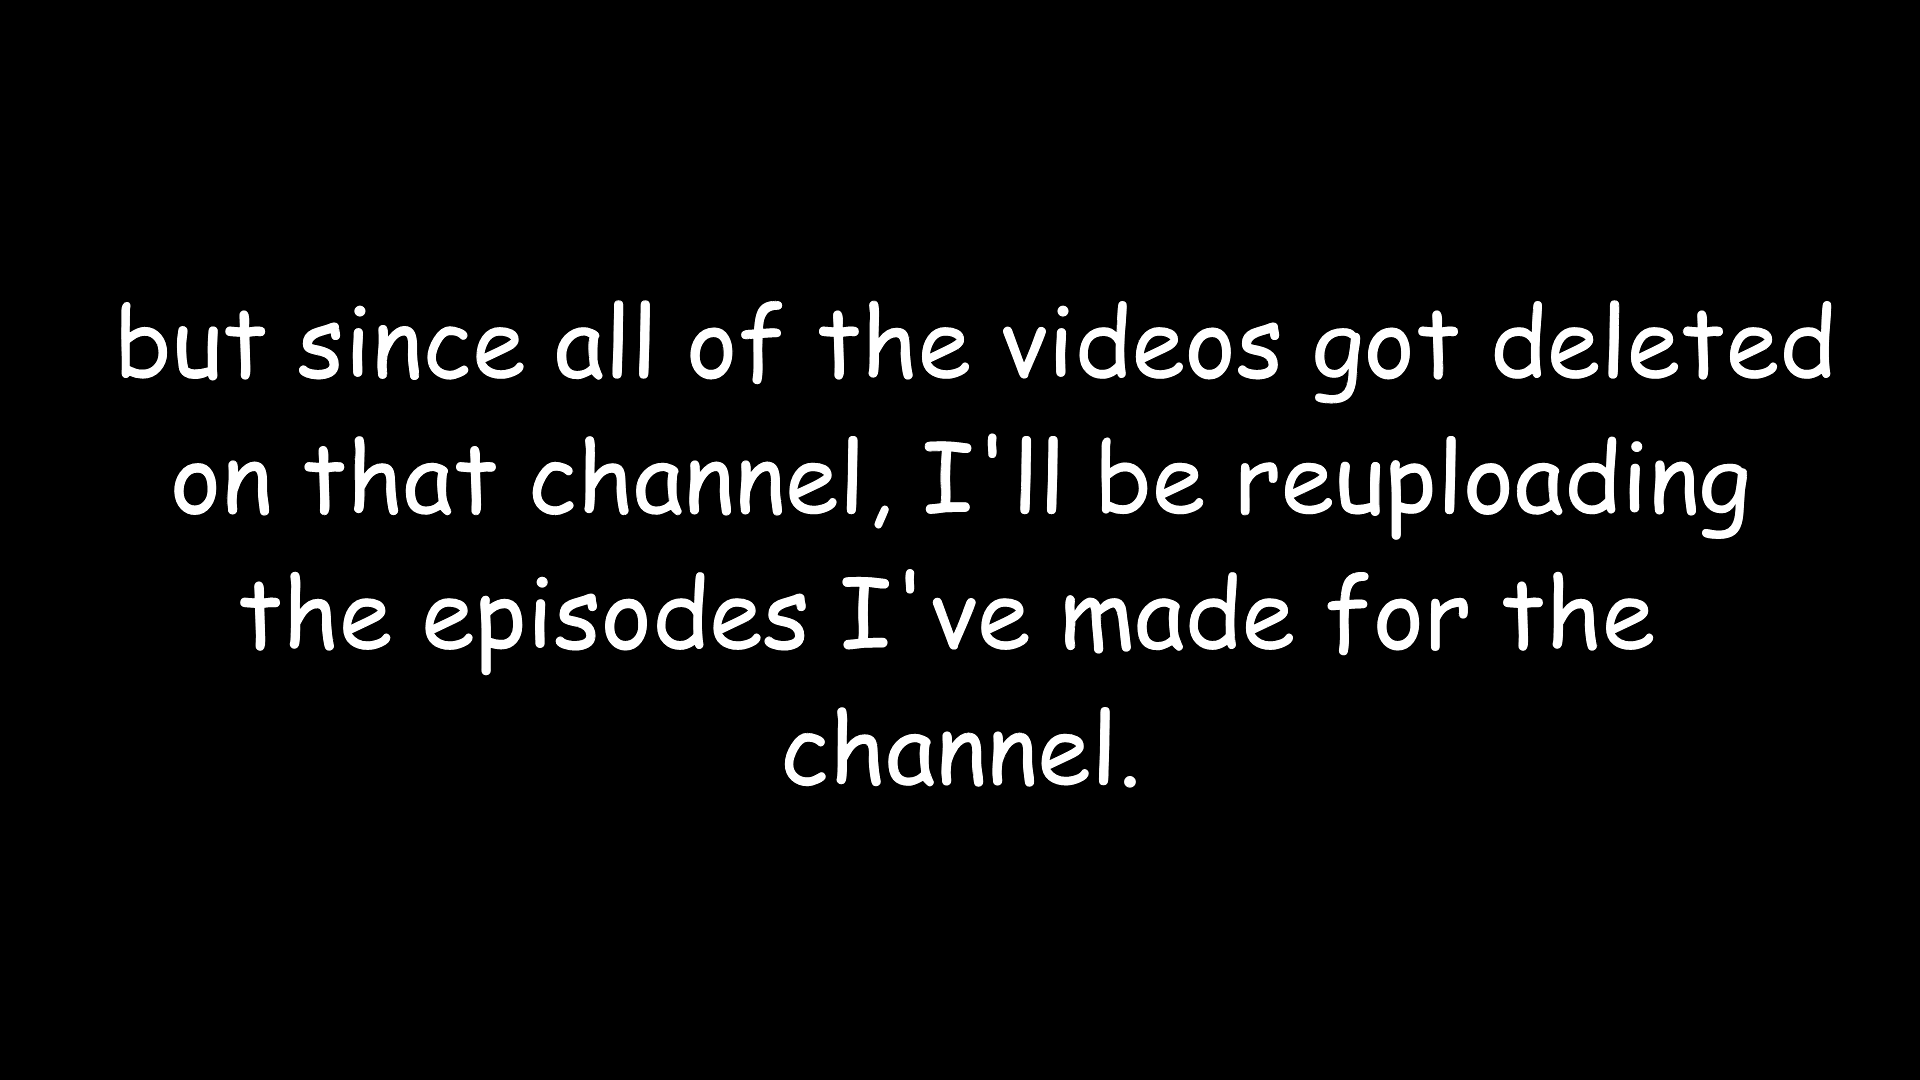 but since all of the videos got deleted
on that channel, I'll be reuploading
the episodes I've made for the
channel.